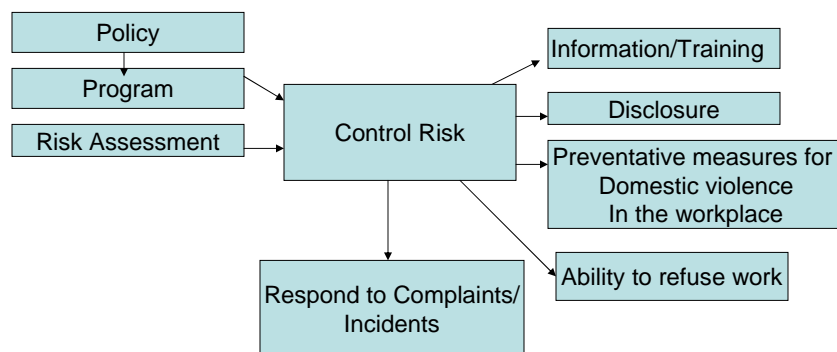 Policy
Program
Risk Assessment
Control Risk
Information/Training
Disclosure
Preventative measures for
Domestic violence
In the workplace
Ability to refuse work
Respond to Complaints/
Incidents